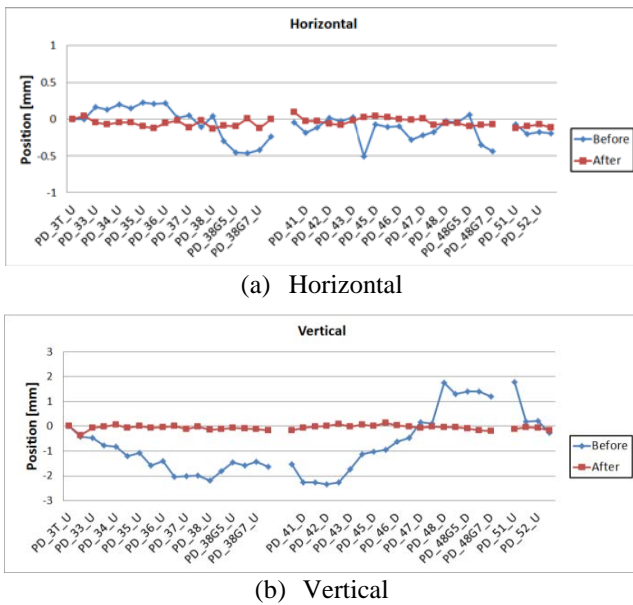 Horizontal
Position [mm]
1
0.5
0
-0.5
-1
PD_3T_U
PD_33_U
PD_34_U
PD_35_U
PD_36_U
PD_37_U
PD_38_U
PD_38G5_U
PD_38G7_U
PD_41_D
PD_42_D
PD_43_D
PD_45_D
PD_46_D
PD_47_D
PD_48_D
PD_48G5_D
PD_48G7_D
PD_51_U
PD_52_U
Before
After
(a) Horizontal
Vertical
Position [mm]
3
2
1
0
-1
-2
-3
PD_3T_U
PD_33_U
PD_34_U
PD_35_U
PD_36_U
PD_37_U
PD_38_U
PD_38G5_U
PD_38G7_U
PD_41_D
PD_42_D
PD_43_D
PD_45_D
PD_46_D
PD_47_D
PD_48_D
PD_48G5_D
PD_48G7_D
PD_51_U
PD_52_U
Before
After
(b) Vertical